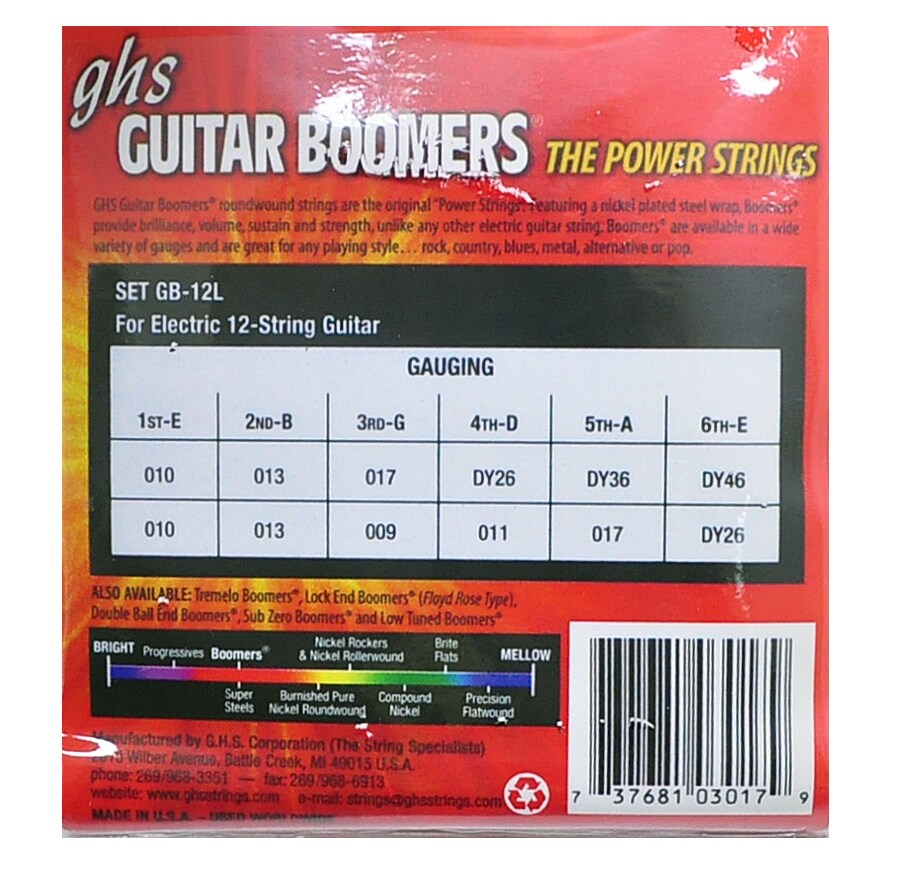 ghs
GUITAR BOOMERS® THE POWER STRINGS
GHS Guitar Boomers® roundwound strings are the original "Power Strings". Featuring a nickel plated steel wrap, Boomers®
provide brilliance, volume, sustain and strength, unlike any other electric guitar string. Boomers® are available in a wide
variety of gauges and are great for any playing style... rock, country, blues, metal, alternative or pop.
SET GB-12L
For Electric 12-String Guitar
GAUGING
1ST-E 2ND-B 3RD-G 4TH-D 5TH-A 6TH-E
010 013 017 DY26 DY36 DY46
010 013 009 011 017 DY26
ALSO AVAILABLE: Tremelo Boomers®, Lock End Boomers® (Floyd Rose Type),
Double Ball End Boomers®, Sub Zero Boomers® and Low Tuned Boomers®
BRIGHT Progressives Boomers® Nickel Rockers & Nickel Rollerwound Brite Flats MELLOW
Super Steels Burnished Pure Nickel Roundwound Compound Nickel Precision Flatwound
Manufactured by G.H.S. Corporation (The String Specialists)
Wilber Avenue, Battle Creek, MI 49015 U.S.A.
phone: 269/968-3351 — fax: 269/968-6913
website: www.ghsstrings.com e-mail: strings@ghsstrings.com
MADE IN U.S.A. - USED WORLDWIDE
7 37681 03017 9